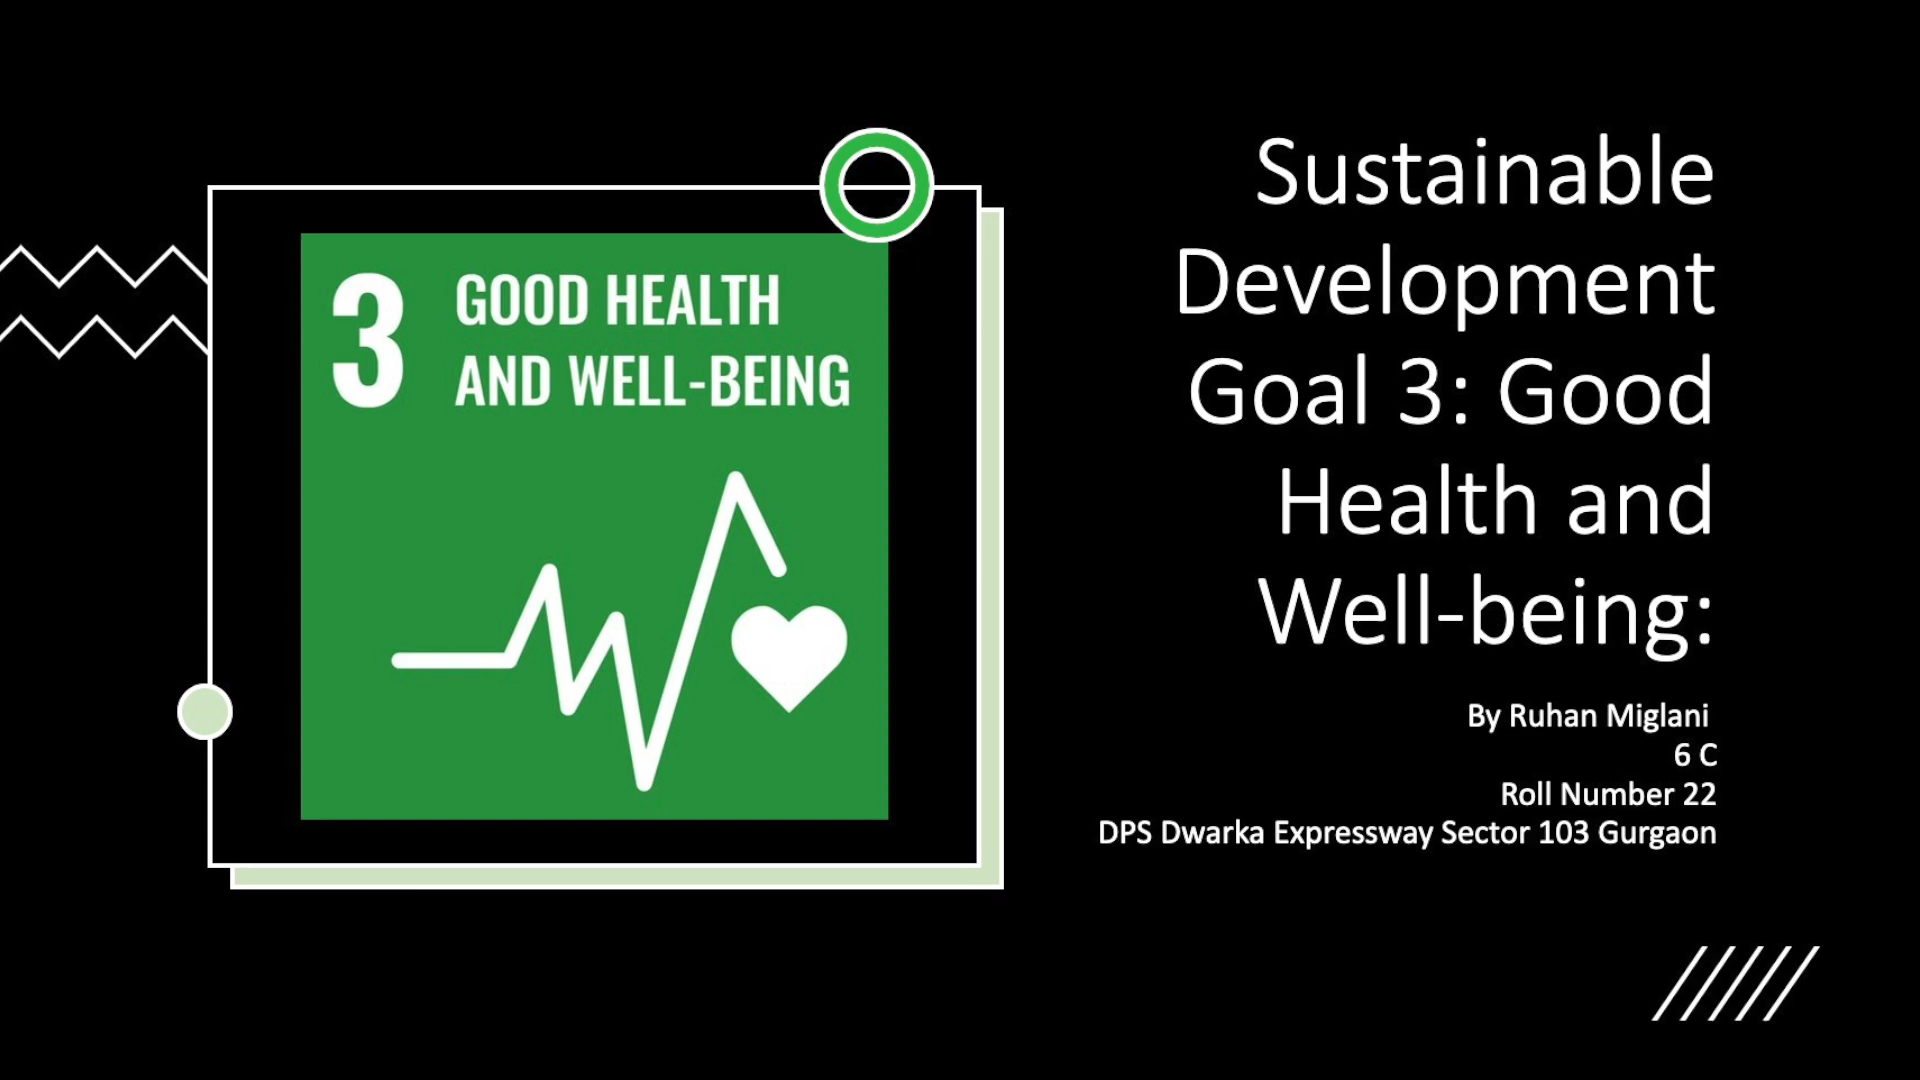 3
GOOD HEALTH
AND WELL-BEING
Sustainable
Development
Goal 3: Good
Health and
Well-being:
By Ruhan Miglani
6 C
Roll Number 22
DPS Dwarka Expressway Sector 103 Gurgaon